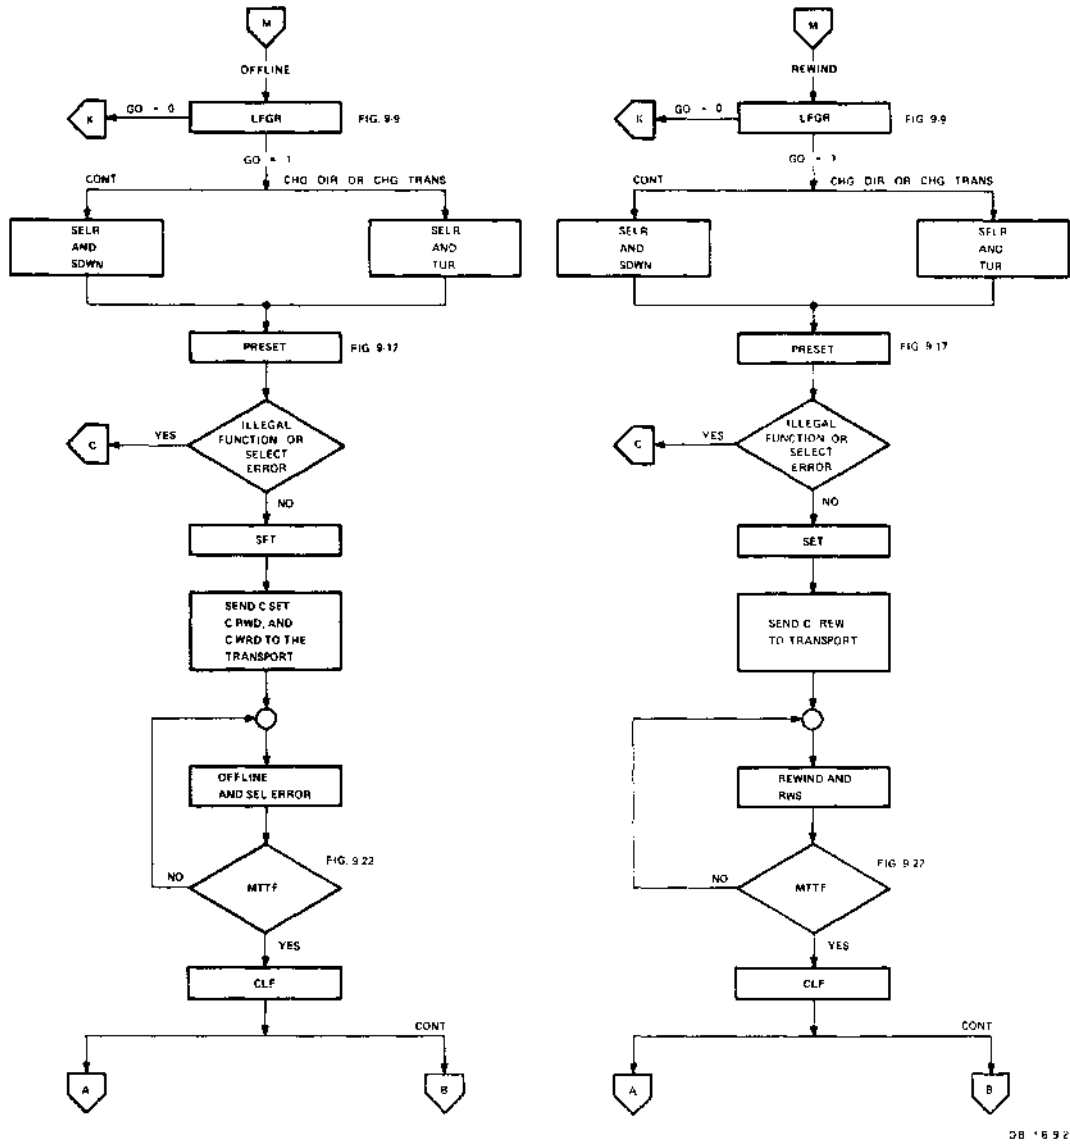 M
OFFLINE
GO = 0
K
LFGR
FIG. 9-9
GO = 1
CONT
CHG DIR OR CHG TRANS
SELR
AND
SDWN
SELR
AND
TUR
PRESET
FIG. 9-17
ILLEGAL
FUNCTION OR
SELECT
ERROR
YES
C
NO
SET
SEND C SET
C RWD, AND
C WRD TO THE
TRANSPORT
OFFLINE
AND SEL ERROR
FIG. 9.22
NO
MTTF
YES
CLF
CONT
A
B
M
REWIND
GO = 0
K
LFGR
FIG 9-9
GO = 1
CONT
CHG DIR OR CHG TRANS
SELR
AND
SDWN
SELR
AND
TUR
PRESET
FIG 9-17
ILLEGAL
FUNCTION OR
SELECT
ERROR
YES
C
NO
SET
SEND C REW
TO TRANSPORT
REWIND AND
RWS
FIG 9-22
NO
MTTF
YES
CLF
CONT
A
B